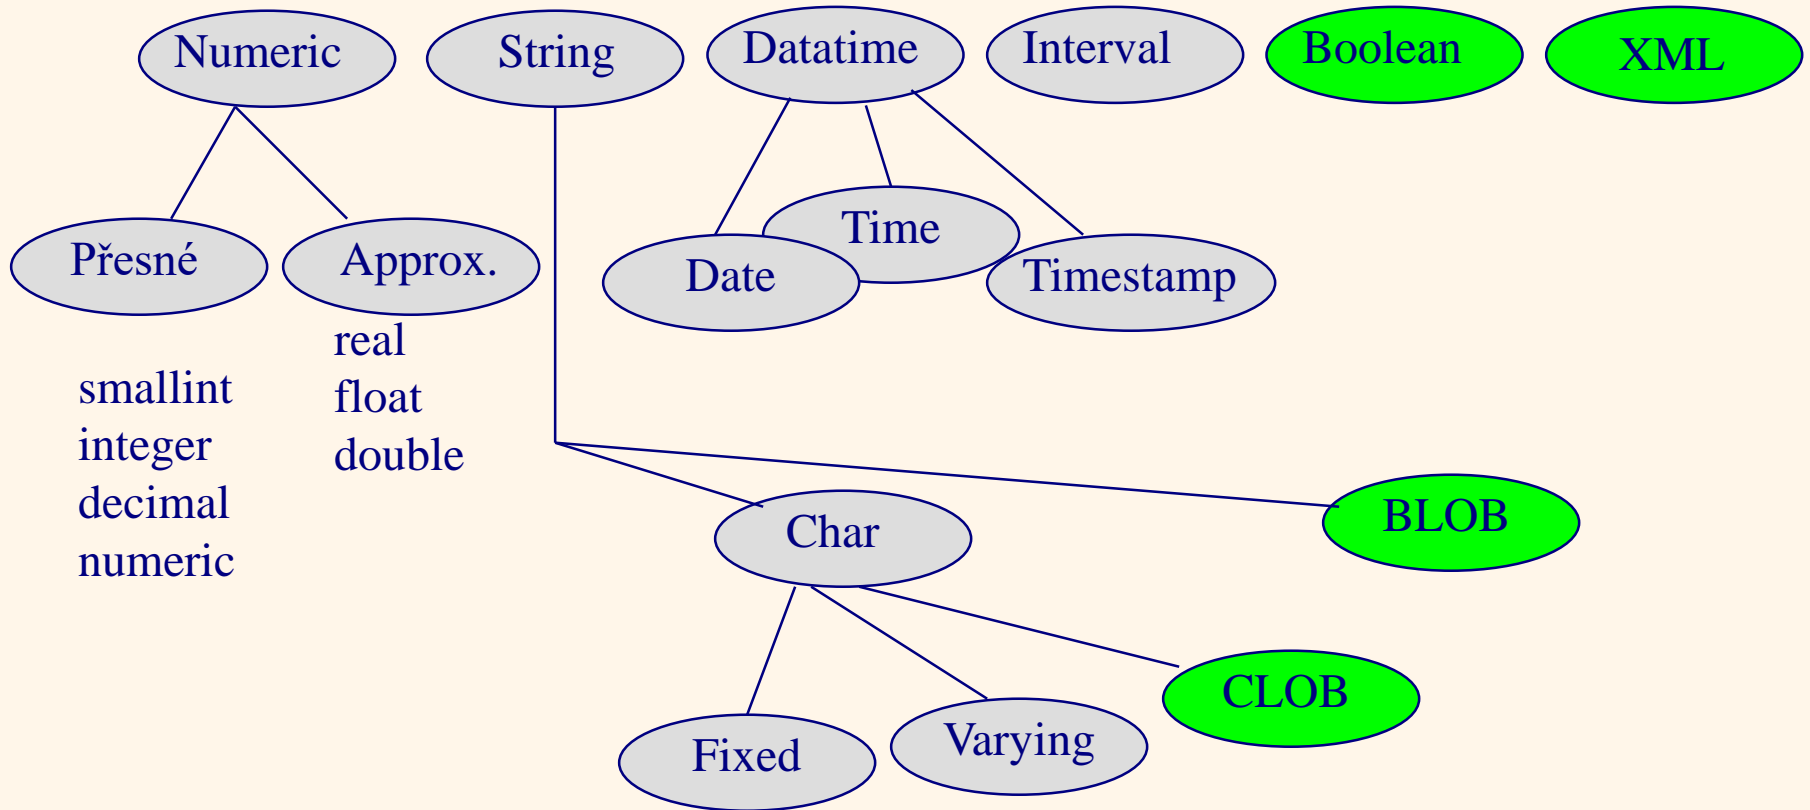 Numeric
String
Datatime
Interval
Boolean
XML
Přesné
Approx.
Time
Date
Timestamp
smallint
integer
decimal
numeric
real
float
double
Char
BLOB
Fixed
Varying
CLOB